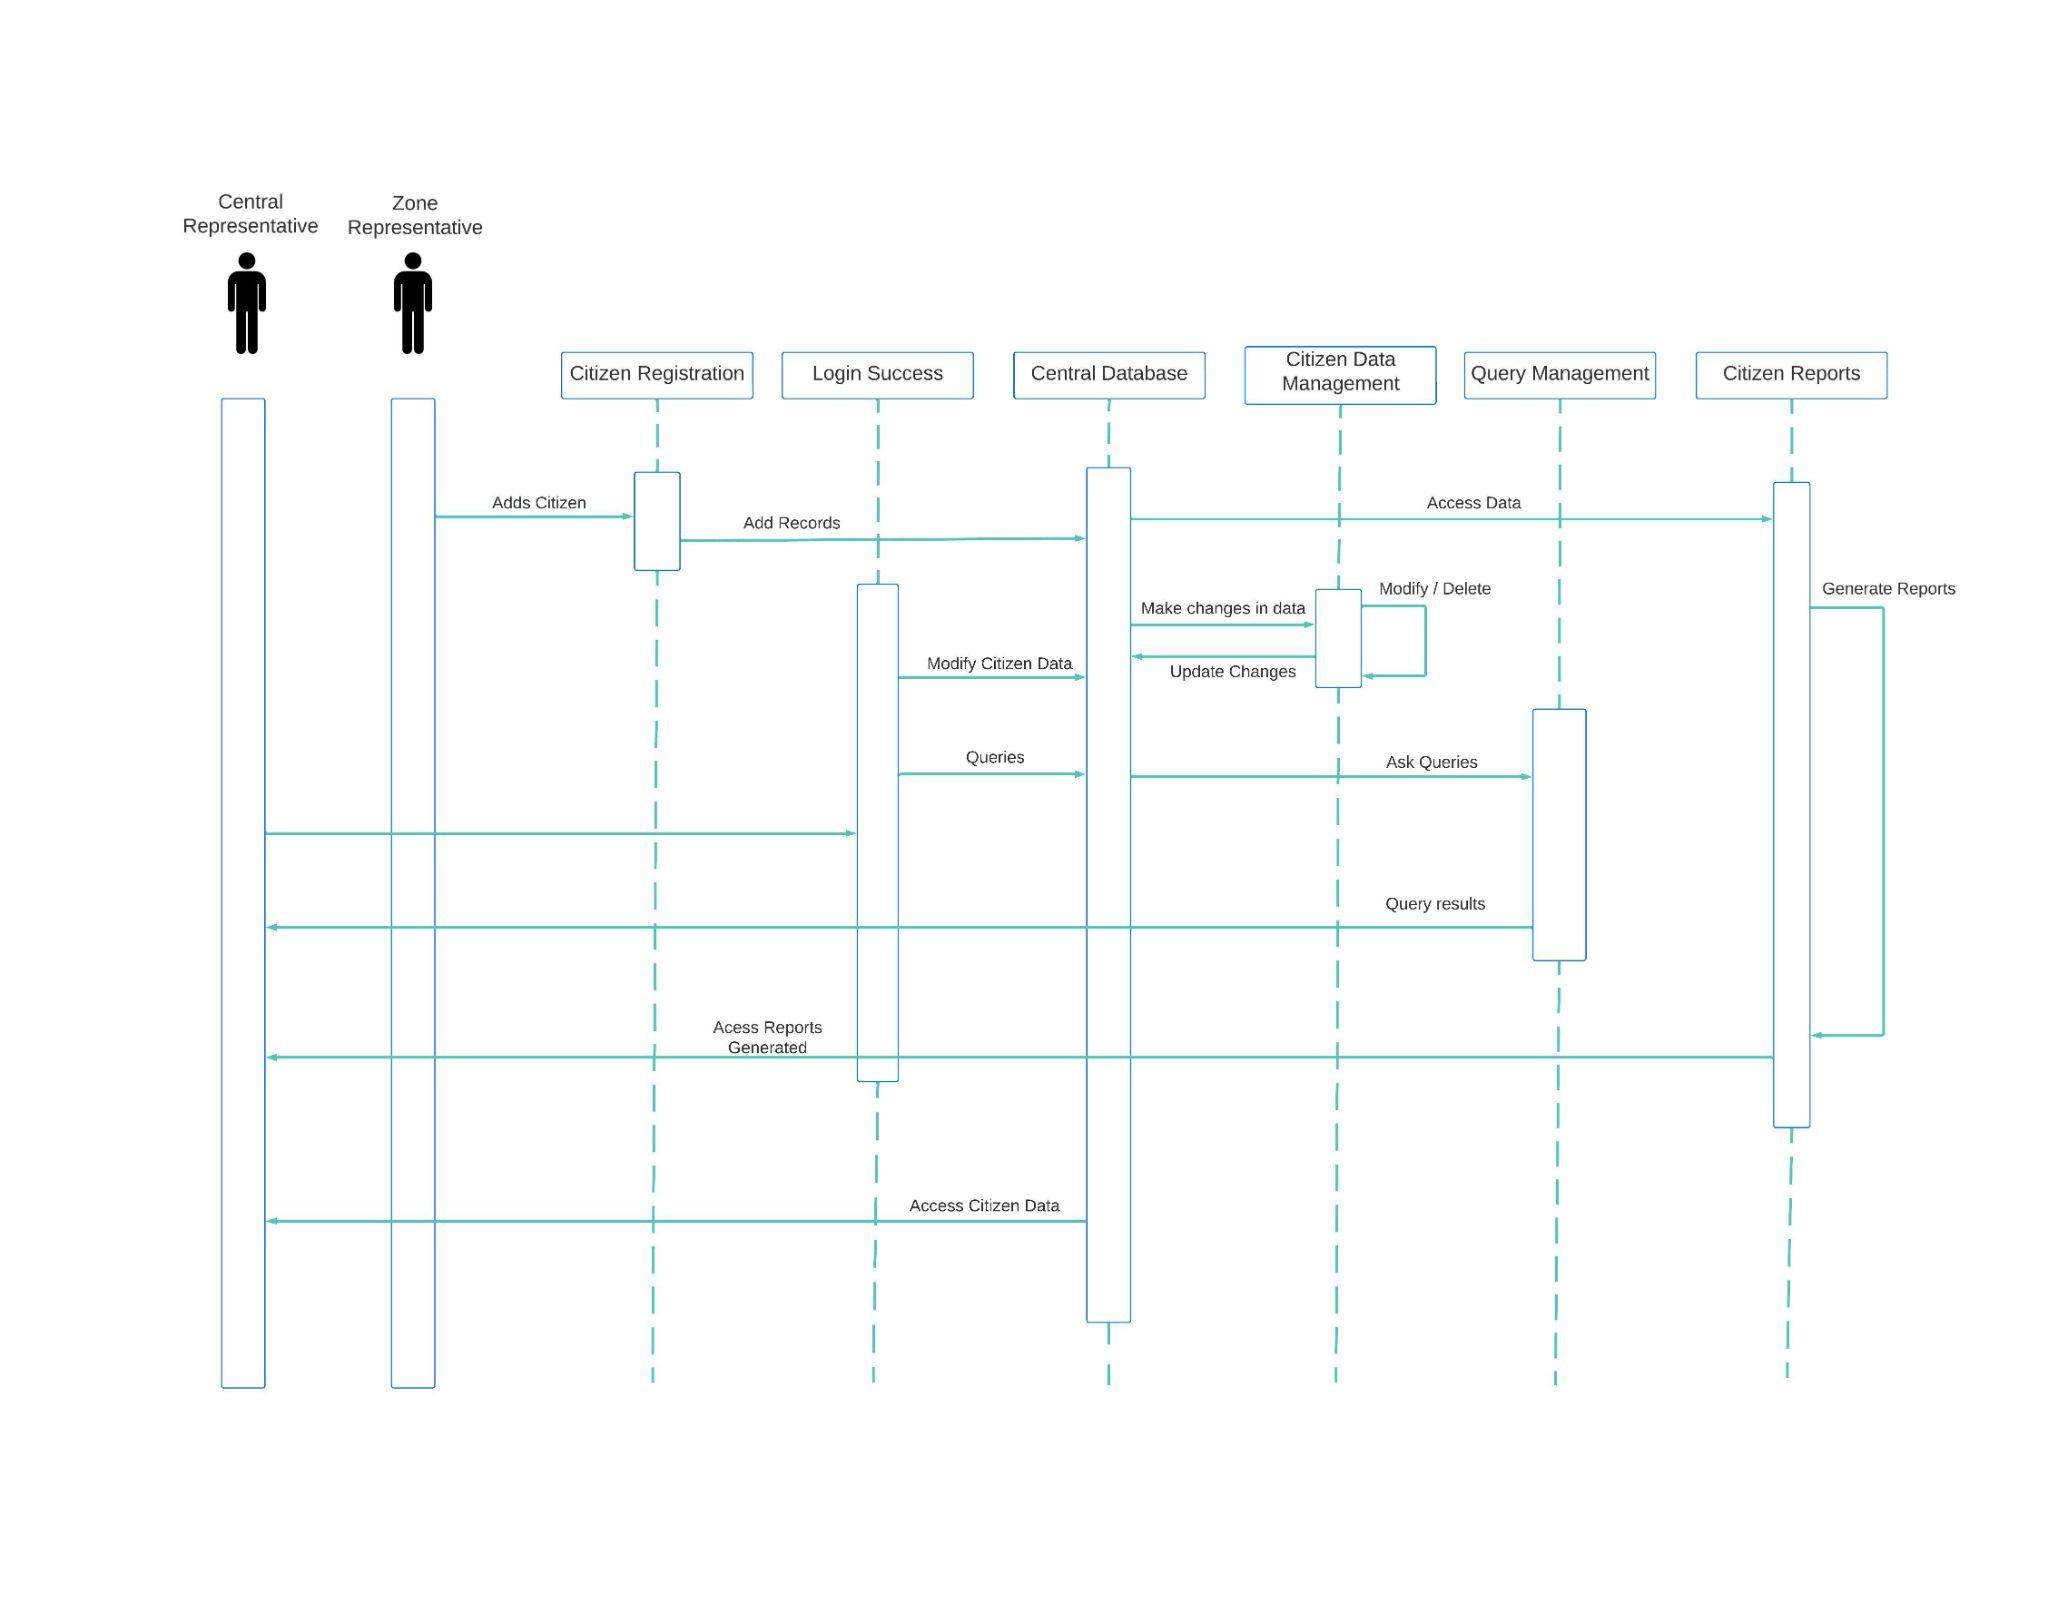 Central
Representative
Zone
Representative
Citizen Registration
Login Success
Central Database
Citizen Data
Management
Query Management
Citizen Reports
Adds Citizen
Add Records
Access Data
Modify / Delete
Generate Reports
Make changes in data
Modify Citizen Data
Update Changes
Queries
Ask Queries
Query results
Acess Reports
Generated
Access Citizen Data